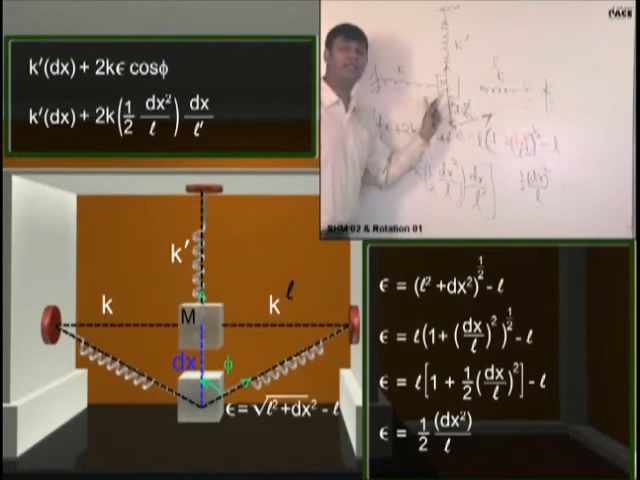 k′(dx) + 2kϵ cosϕ
k′(dx) + 2k(1/2 dx²/ℓ) dx/ℓ′
PACE
SHM 02 & Rotation 01
k′
k
k
ℓ
M
dx
ϕ
ϵ = √ℓ²+dx² - ℓ
ϵ = (ℓ² + dx²)^1/2 - ℓ
ϵ = ℓ(1 + (dx/ℓ)²)^1/2 - ℓ
ϵ = ℓ[1 + 1/2(dx/ℓ)²] - ℓ
ϵ = 1/2 (dx²)/ℓ